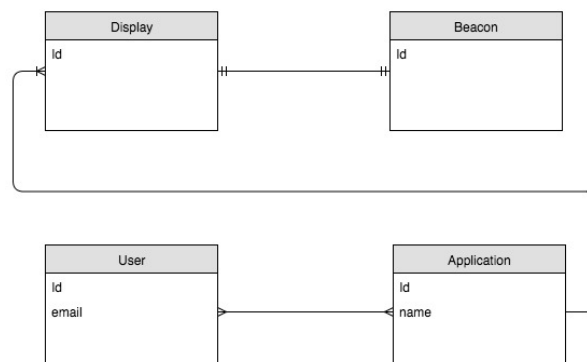 Display
Id
Beacon
Id
User
Id
email
Application
Id
name